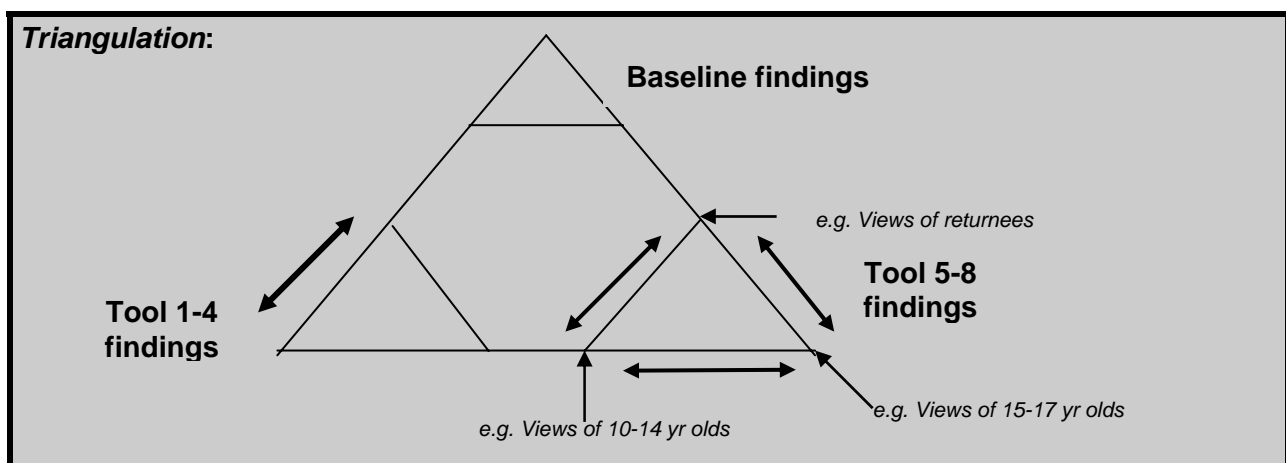 Triangulation:
Baseline findings
e.g. Views of returnees
Tool 5-8
findings
Tool 1-4
findings
e.g. Views of 15-17 yr olds
e.g. Views of 10-14 yr olds